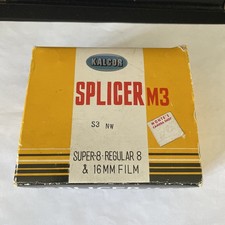 KALCOR
SPLICER M3
S3 NW
SUPER-8·REGULAR 8
& 16MM FILM